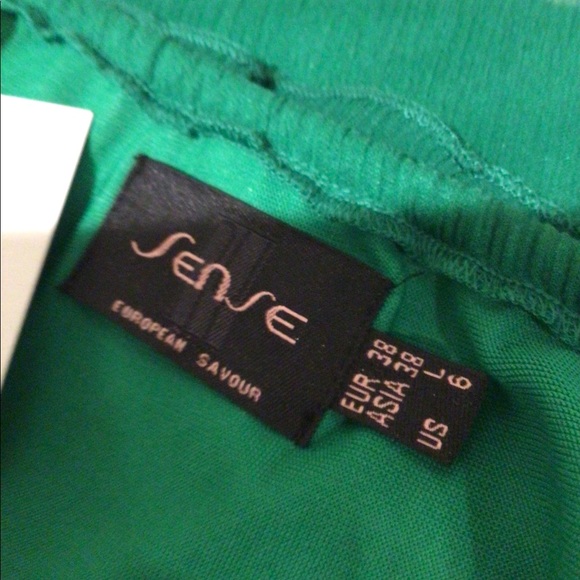 SENSE
EUROPEAN SAVOUR
EUR 38
ASIA 38
L
US 6